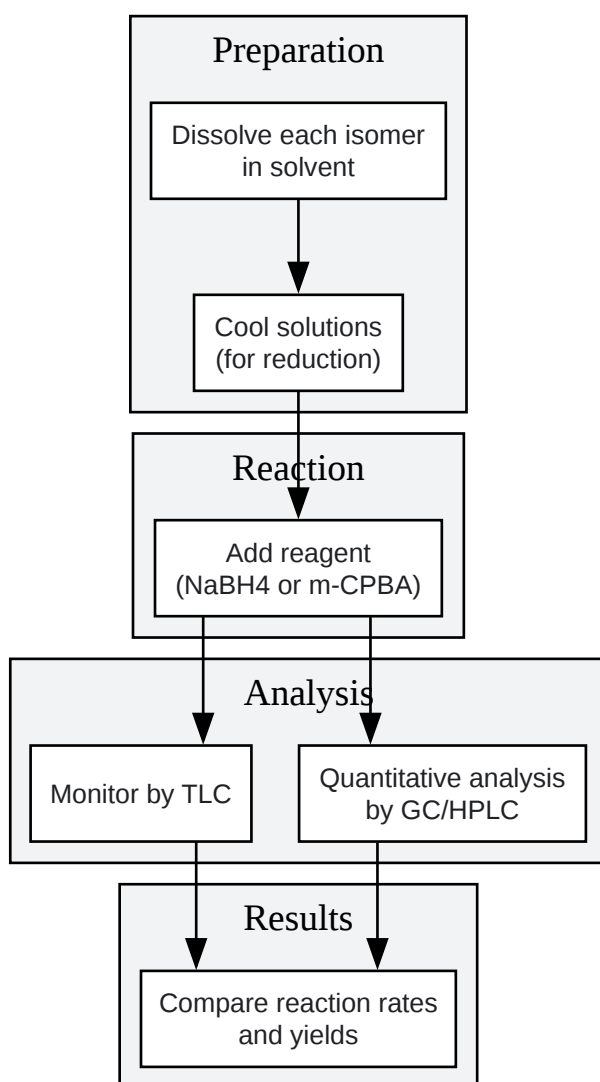 Preparation
Dissolve each isomer
in solvent
Cool solutions
(for reduction)
Reaction
Add reagent
(NaBH4 or m-CPBA)
Analysis
Monitor by TLC
Quantitative analysis
by GC/HPLC
Results
Compare reaction rates
and yields